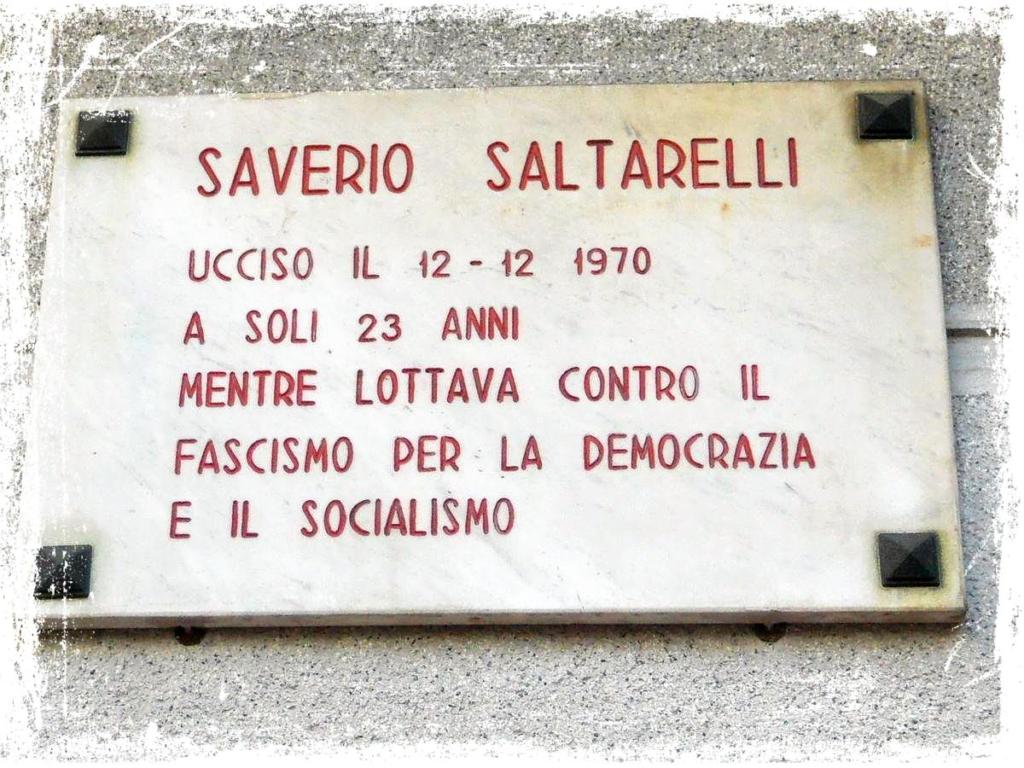 SAVERIO SALTARELLI
UCCISO IL 12 - 12 1970
A SOLI 23 ANNI
MENTRE LOTTAVA CONTRO IL
FASCISMO PER LA DEMOCRAZIA
E IL SOCIALISMO